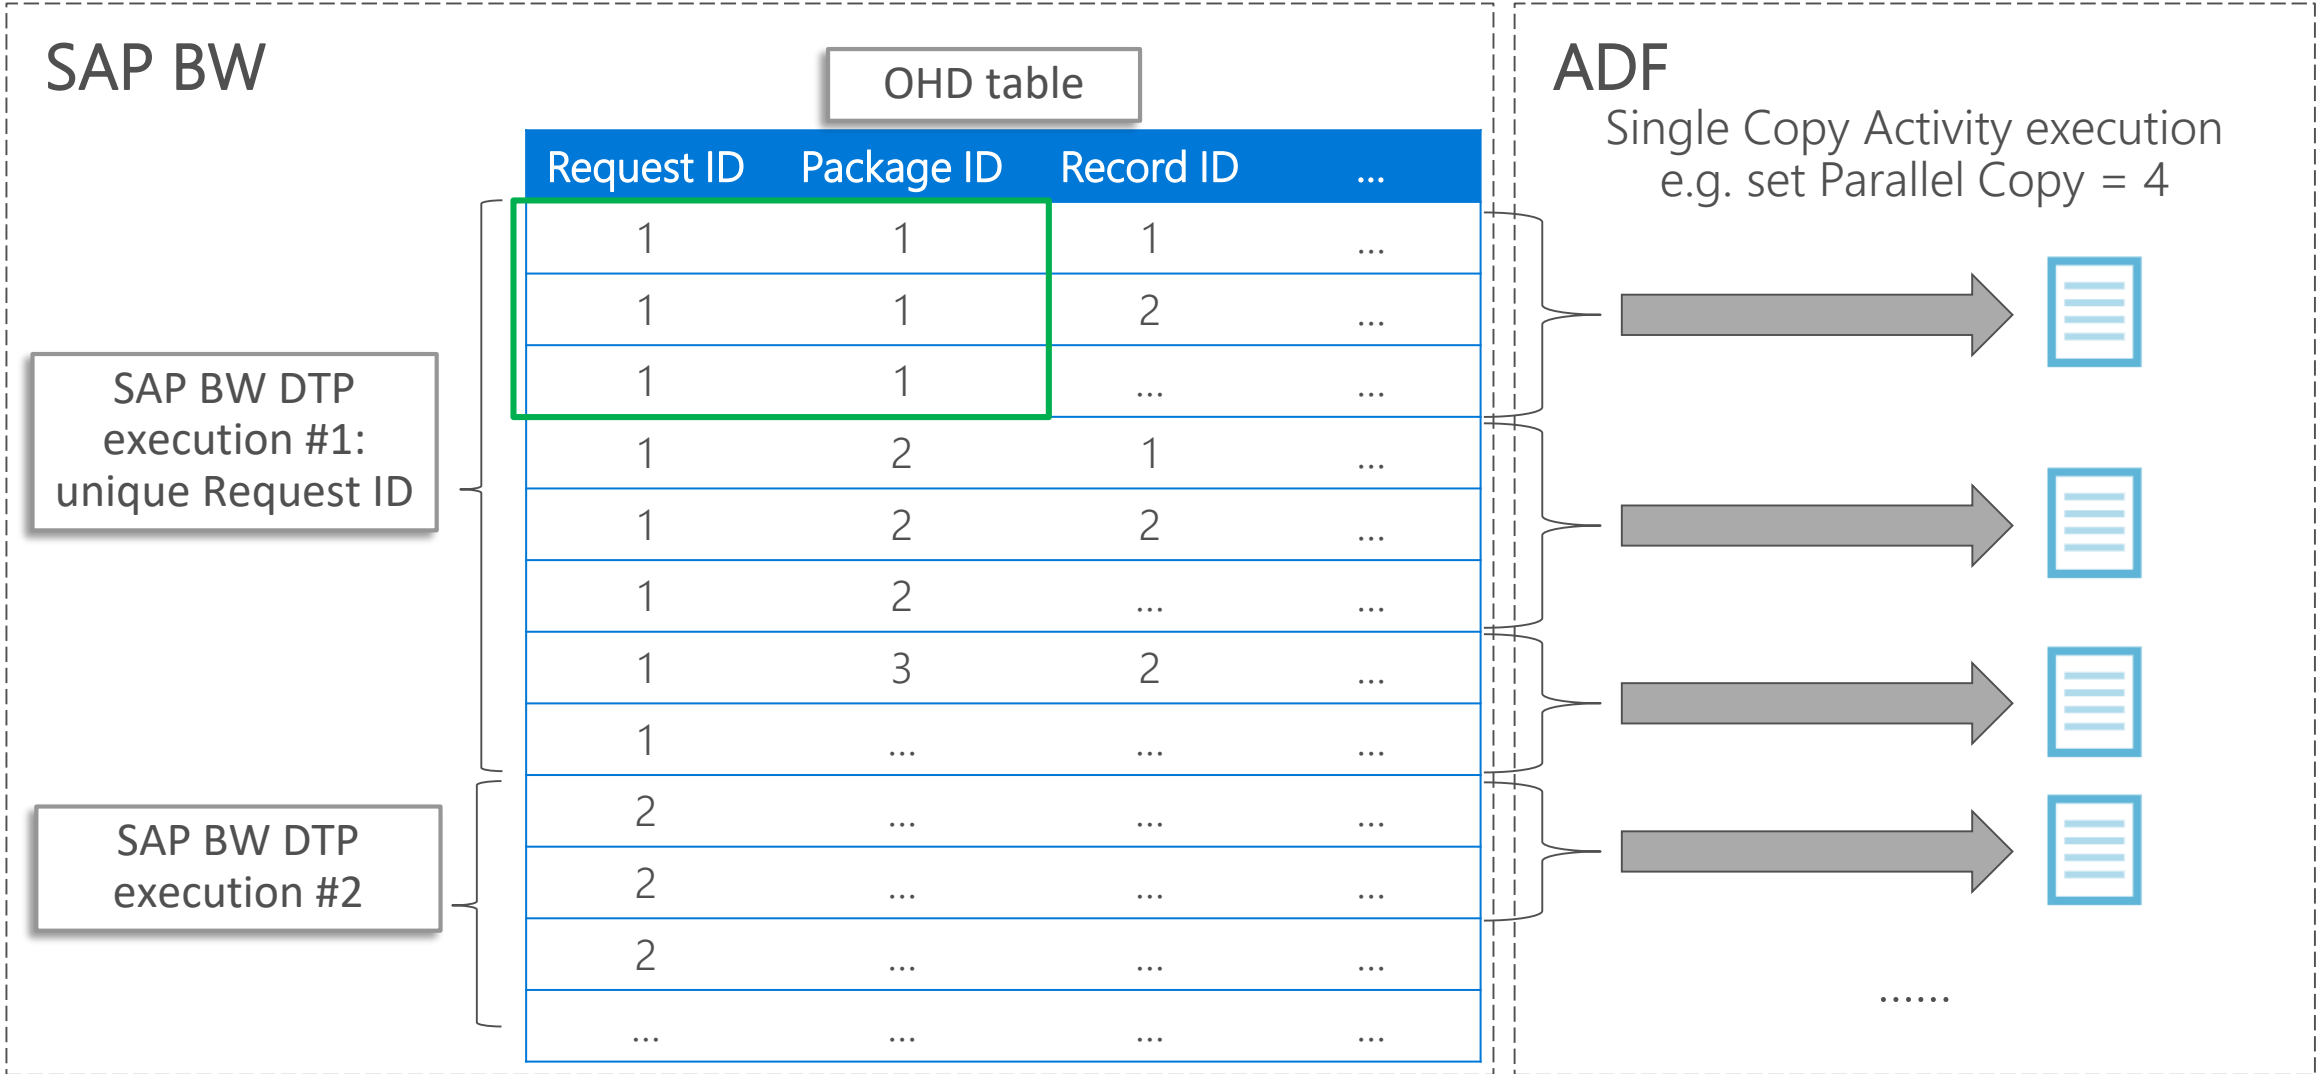 SAP BW
OHD table
Request ID Package ID Record ID ...
1 1 1 ...
1 1 2 ...
1 1 ... ...
1 2 1 ...
1 2 2 ...
1 2 ... ...
1 3 2 ...
1 ... ... ...
2 ... ... ...
2 ... ... ...
2 ... ... ...
... ... ... ...
SAP BW DTP
execution #1:
unique Request ID
SAP BW DTP
execution #2
ADF
Single Copy Activity execution
e.g. set Parallel Copy = 4
......